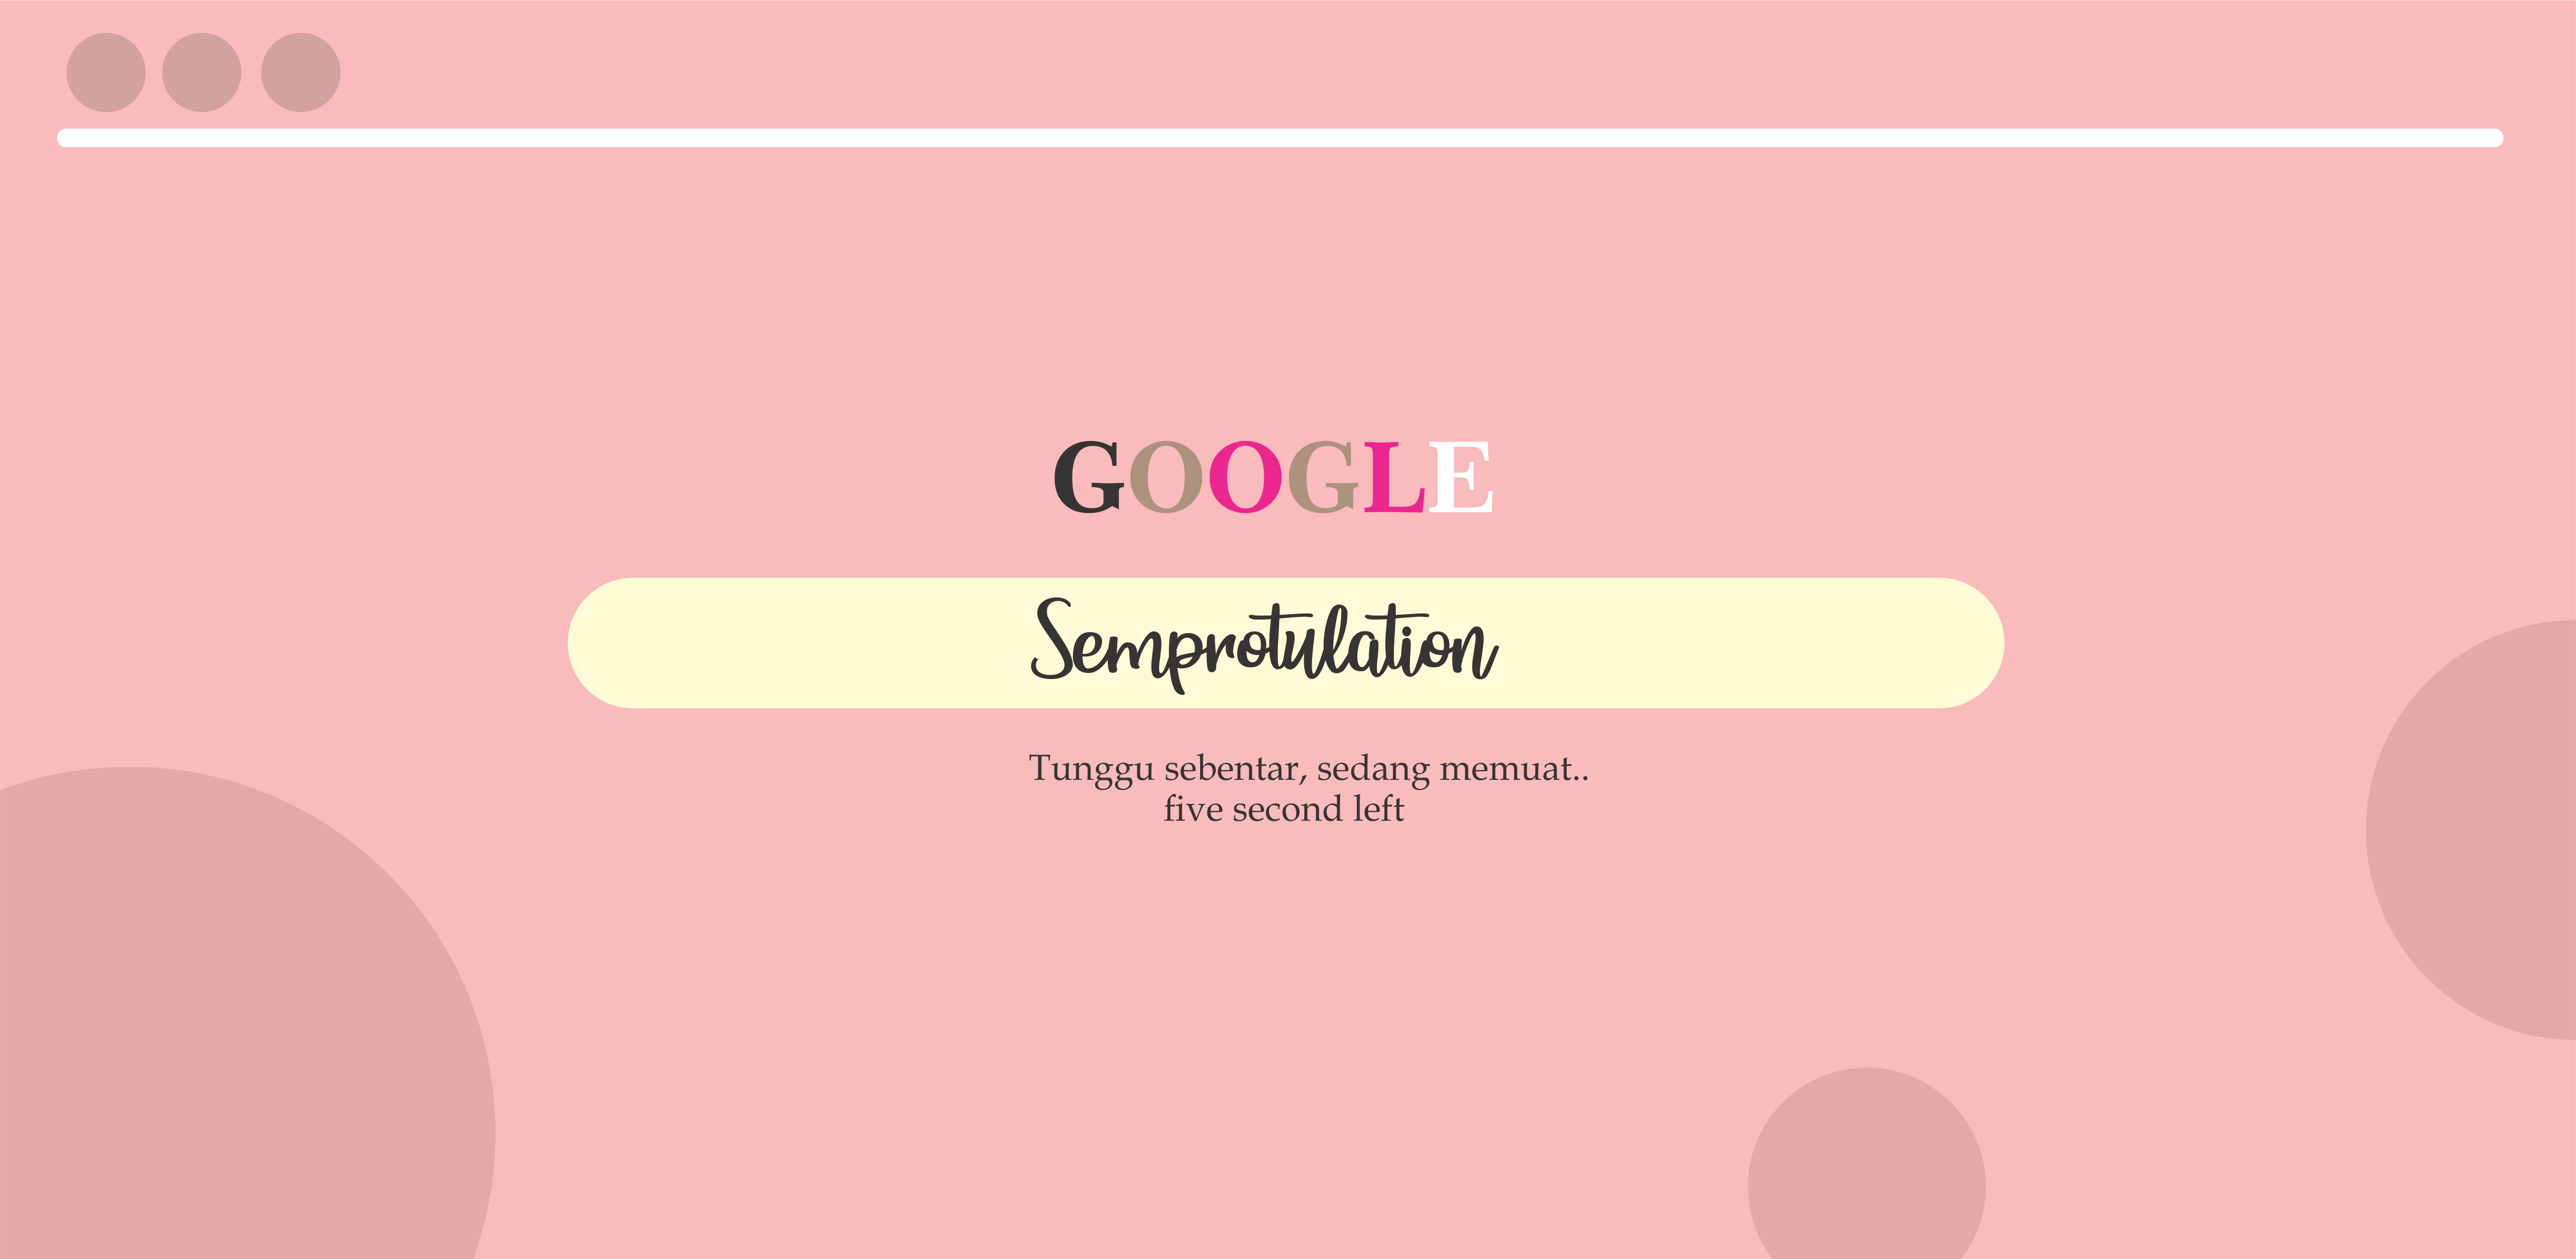 GOOGLE
Semprotulation
Tunggu sebentar, sedang memuat..
five second left